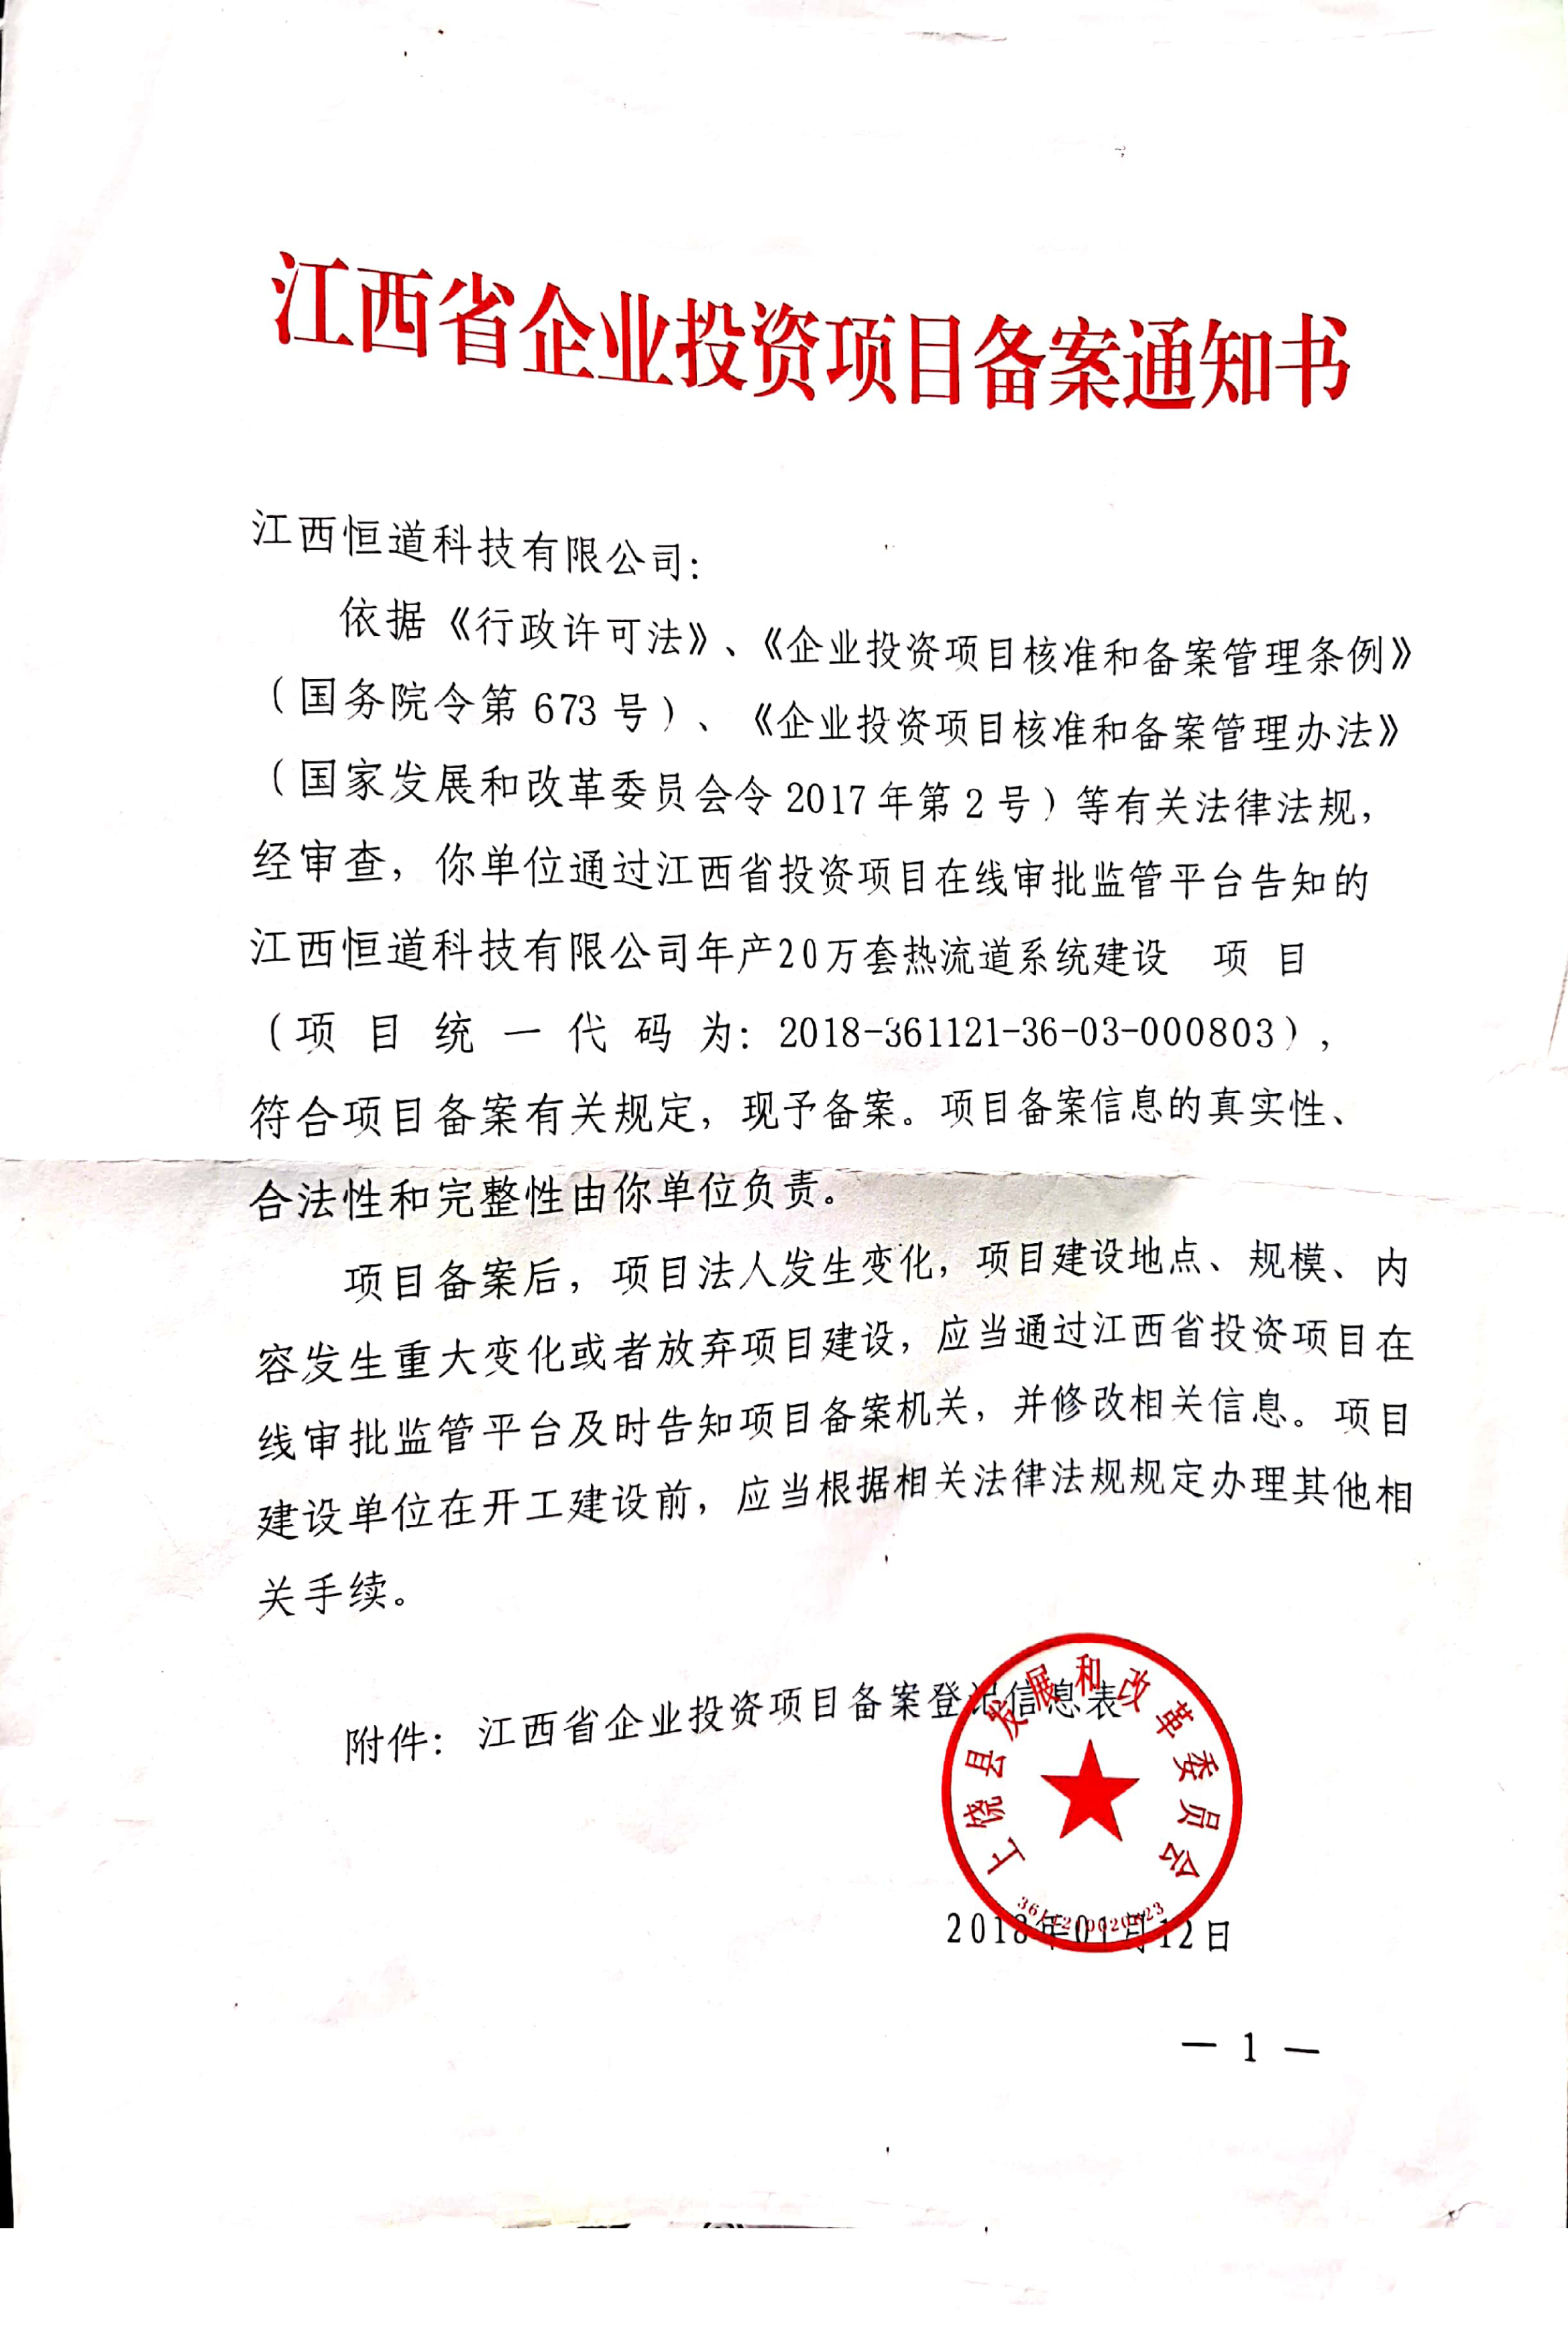 江西省企业投资项目备案通知书
江西恒道科技有限公司：
依据《行政许可法》、《企业投资项目核准和备案管理条例》
（国务院令第 673 号）、《企业投资项目核准和备案管理办法》
（国家发展和改革委员会令 2017 年第 2 号）等有关法律法规，
经审查，你单位通过江西省投资项目在线审批监管平台告知的
江西恒道科技有限公司年产20万套热流道系统建设 项 目
（项 目 统 一 代 码 为：2018-361121-36-03-000803），
符合项目备案有关规定，现予备案。项目备案信息的真实性、
合法性和完整性由你单位负责。
项目备案后，项目法人发生变化，项目建设地点、规模、内
容发生重大变化或者放弃项目建设，应当通过江西省投资项目在
线审批监管平台及时告知项目备案机关，并修改相关信息。项目
建设单位在开工建设前，应当根据相关法律法规规定办理其他相
关手续。
附件：江西省企业投资项目备案登记信息表
上饶县发展和改革委员会
2018年01月12日
— 1 —